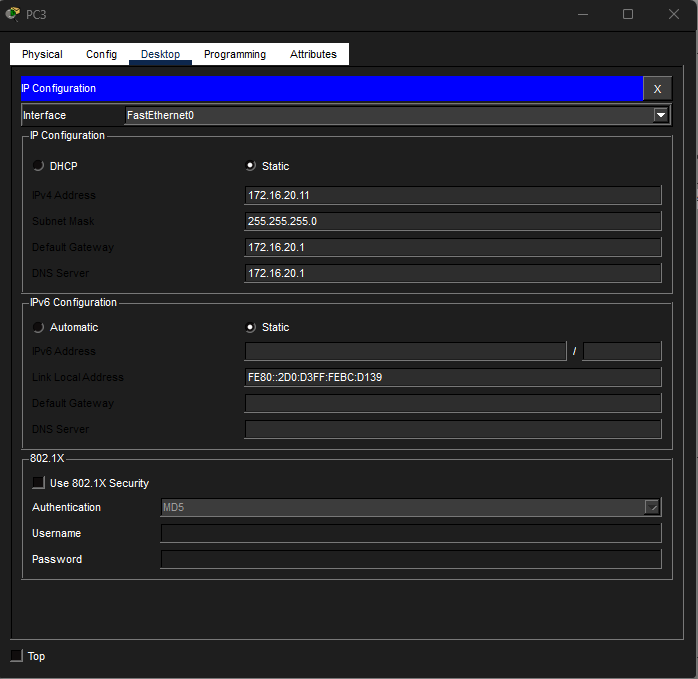 PC3
Physical Config Desktop Programming Attributes
IP Configuration X
Interface FastEthernet0
IP Configuration
DHCP Static
IPv4 Address 172.16.20.11
Subnet Mask 255.255.255.0
Default Gateway 172.16.20.1
DNS Server 172.16.20.1
IPv6 Configuration
Automatic Static
IPv6 Address /
Link Local Address FE80::2D0:D3FF:FEBC:D139
Default Gateway
DNS Server
802.1X
Use 802.1X Security
Authentication MD5
Username
Password
Top